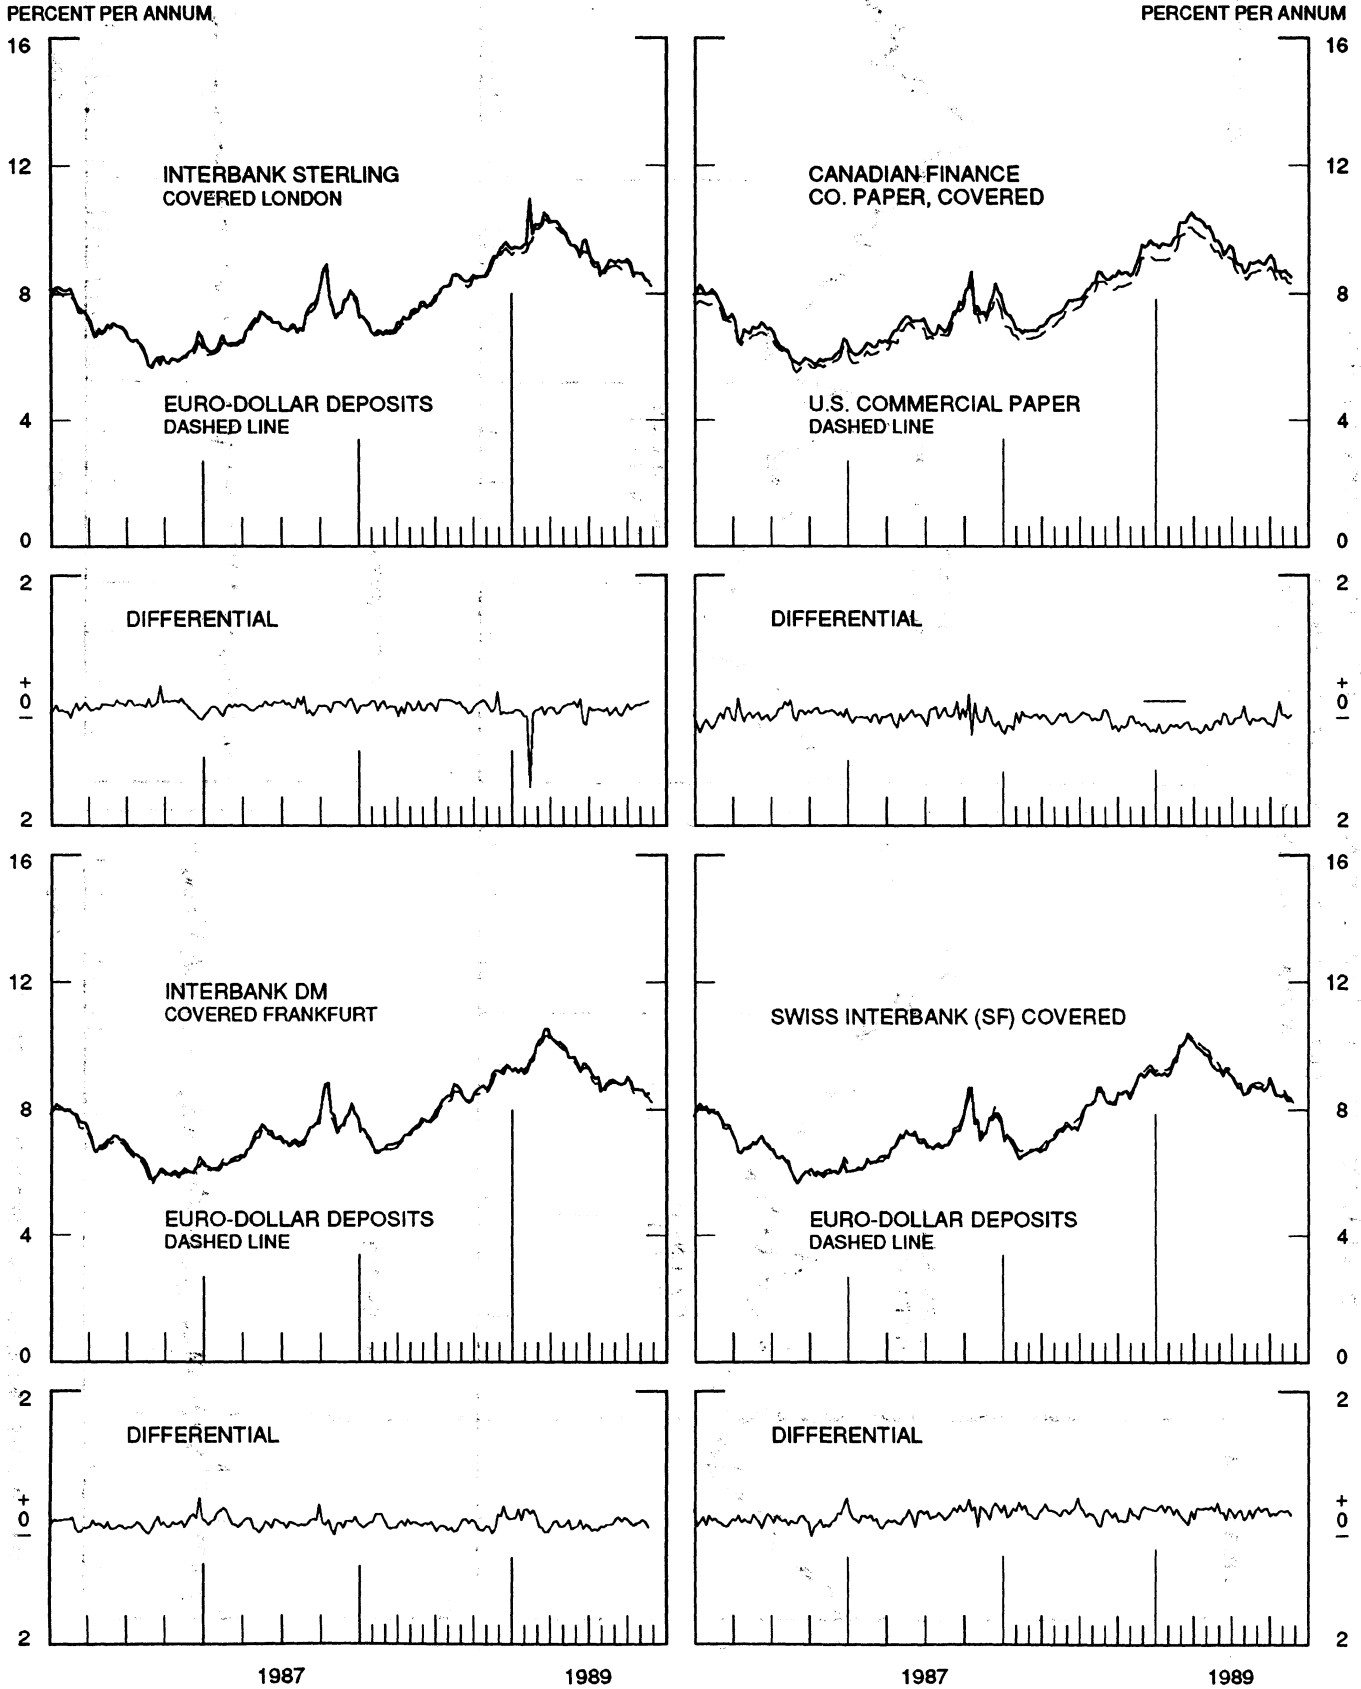 PERCENT PER ANNUM
PERCENT PER ANNUM
16
12
8
4
0
INTERBANK STERLING
COVERED LONDON
EURO-DOLLAR DEPOSITS
DASHED LINE
CANADIAN FINANCE
CO. PAPER, COVERED
U.S. COMMERCIAL PAPER
DASHED LINE
16
12
8
4
0
2
+
0
−
2
DIFFERENTIAL
DIFFERENTIAL
2
+
0
−
2
16
12
8
4
0
INTERBANK DM
COVERED FRANKFURT
EURO-DOLLAR DEPOSITS
DASHED LINE
SWISS INTERBANK (SF) COVERED
EURO-DOLLAR DEPOSITS
DASHED LINE
16
12
8
4
0
2
+
0
−
2
DIFFERENTIAL
DIFFERENTIAL
2
+
0
−
2
1987
1989
1987
1989